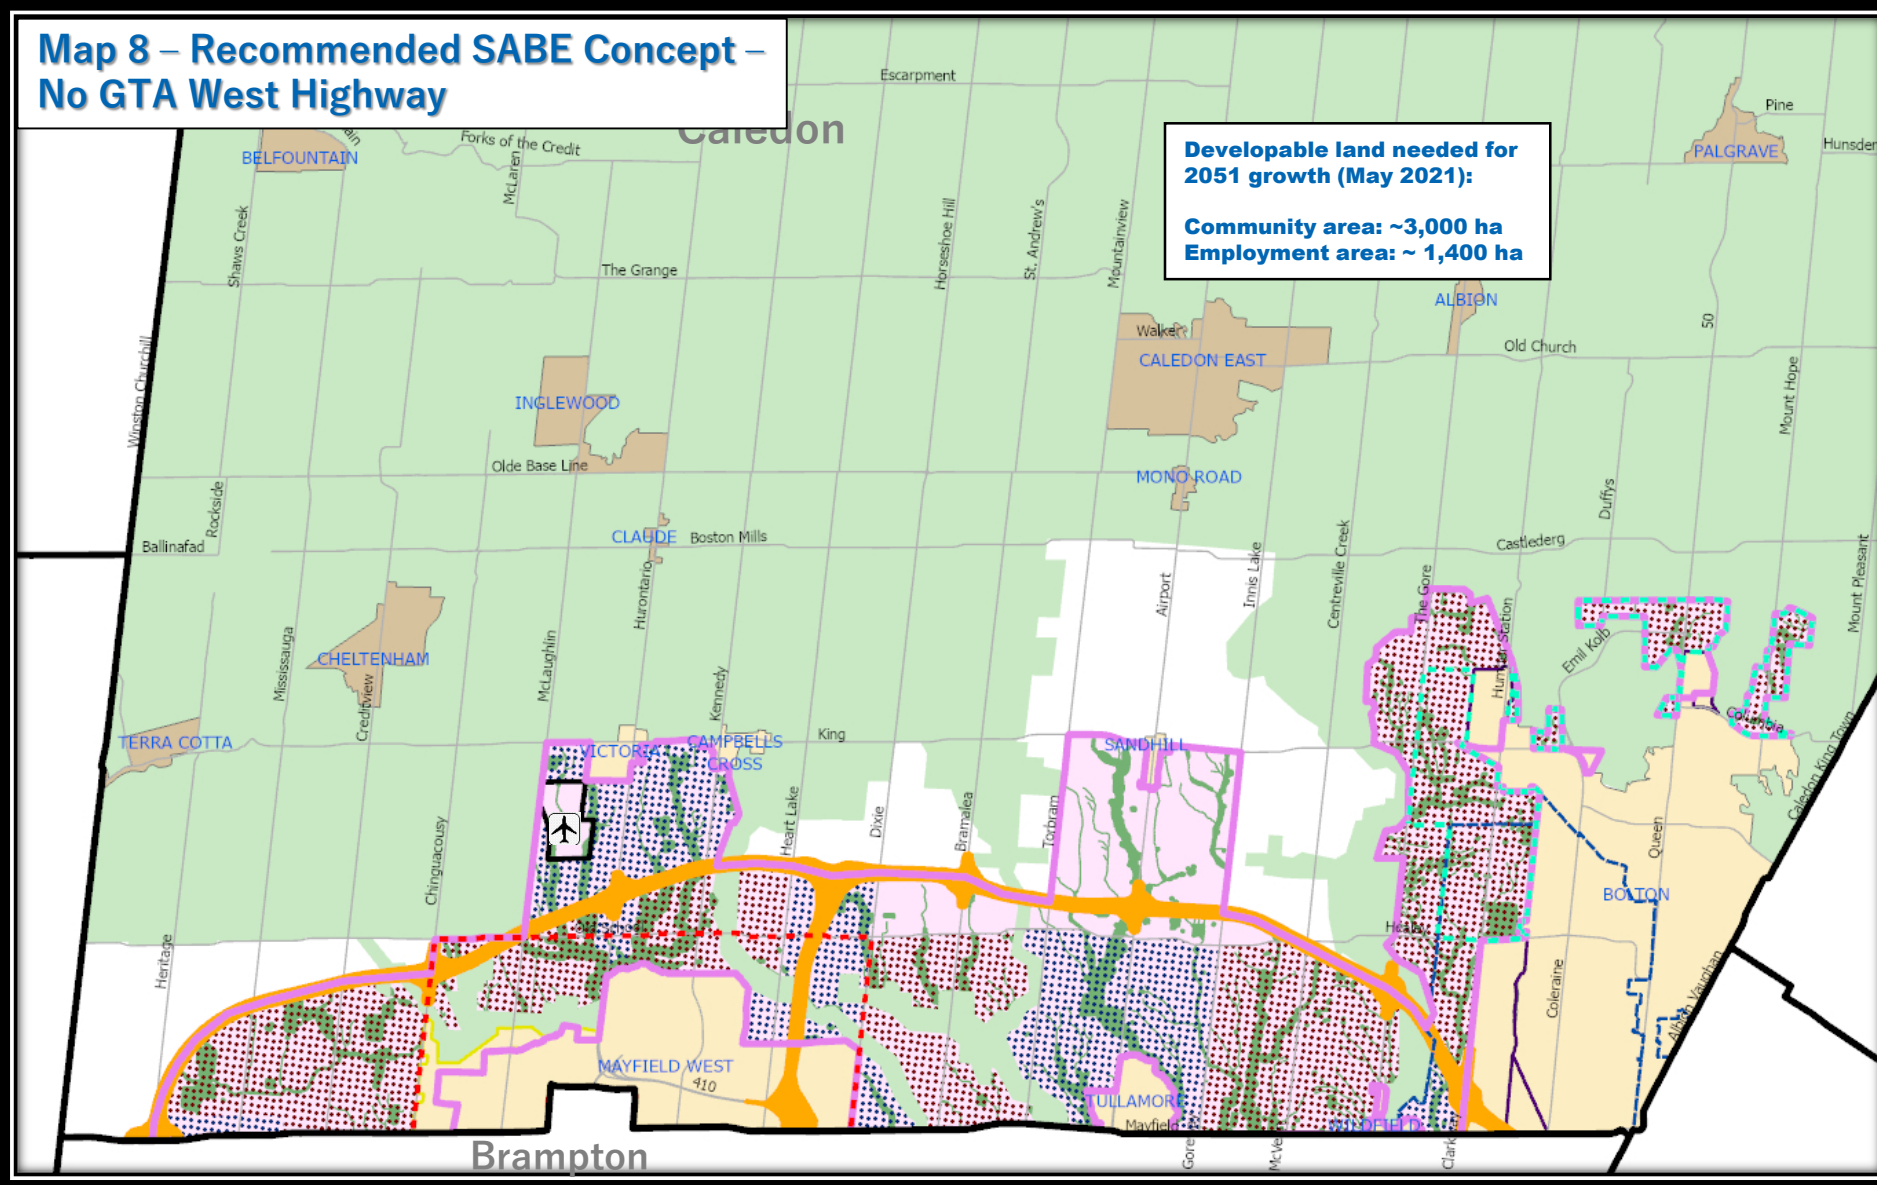 Map 8 – Recommended SABE Concept –
No GTA West Highway
Caledon
Developable land needed for
2051 growth (May 2021):
Community area: ~3,000 ha
Employment area: ~ 1,400 ha
Escarpment
Pine
Hunsden
PALGRAVE
BELFOUNTAIN
Forks of the Credit
McLaren
Shaws Creek
Horseshoe Hill
St. Andrew's
Mountainview
The Grange
ALBION
50
Walker
CALEDON EAST
Old Church
Winston Churchill
Mount Hope
INGLEWOOD
Olde Base Line
MONO ROAD
Rockside
Duffys
CLAUDE
Boston Mills
Ballinafad
Castlederg
Centreville Creek
Innis Lake
Airport
Hurontario
The Gore
Humber Station
Mount Pleasant
Emil Kolb
CHELTENHAM
Mississauga
Creditview
McLaughlin
Kennedy
TERRA COTTA
VICTORIA
CAMPBELLS
CROSS
King
SANDHILL
Columbia
Caledon King Town
Chinguacousy
Heart Lake
Dixie
Bramalea
Torbram
Queen
BOLTON
Old School
Healey
Heritage
Coleraine
Albion Vaughan
MAYFIELD WEST
410
TULLAMORE
Mayfield
WILDFIELD
Gore
Brampton